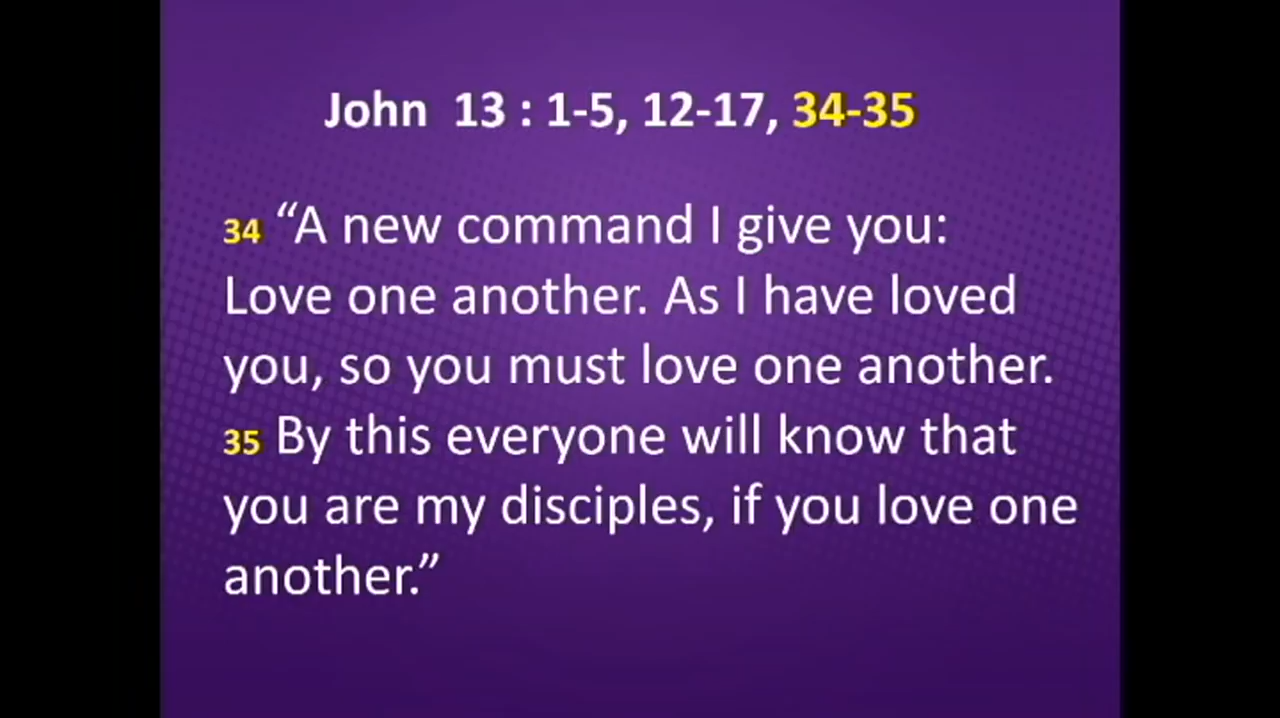 John 13 : 1-5, 12-17, 34-35
34 “A new command I give you:
Love one another. As I have loved
you, so you must love one another.
35 By this everyone will know that
you are my disciples, if you love one
another.”